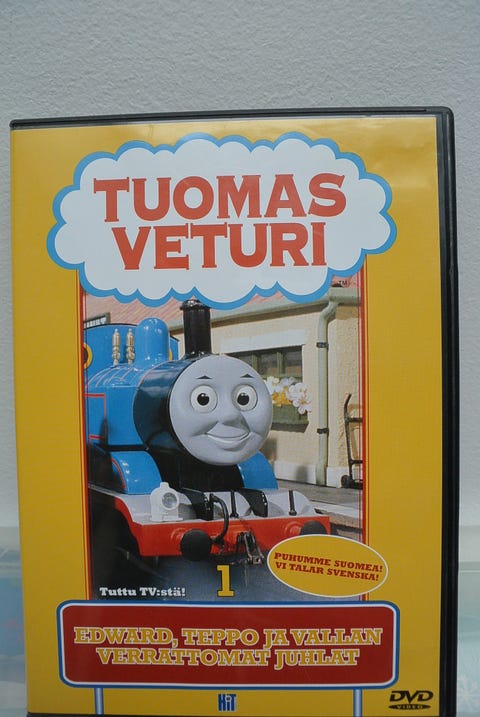 TUOMAS
VETURI
TM
Tuttu TV:stä!
1
PUHUMME SUOMEA!
VI TALAR SVENSKA!
EDWARD, TEPPO JA VALLAN
VERRATTOMAT JUHLAT
HiT
DVD
VIDEO